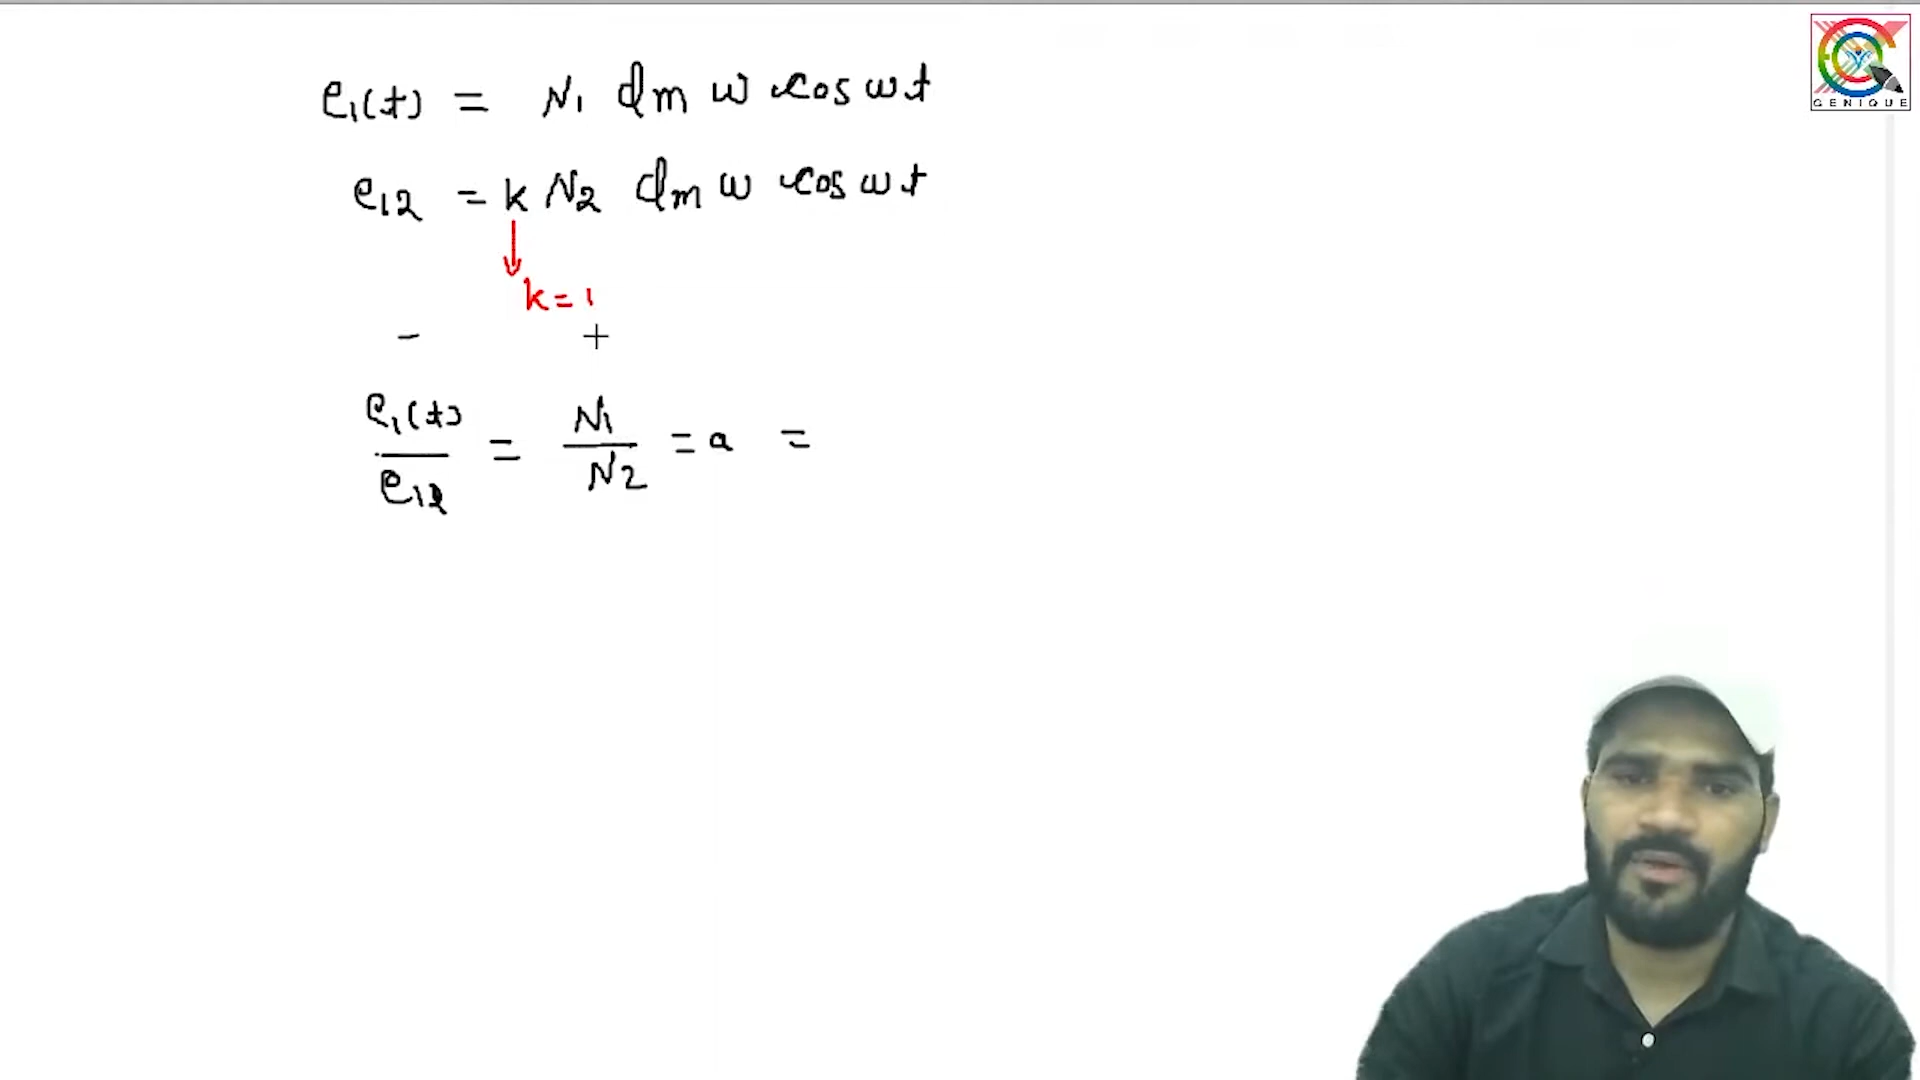 e₁(t) = N₁ ϕm ω cos ωt
e₁₂ = k N₂ ϕm ω cos ωt
k = 1
- +
e₁(t) / e₁₂ = N₁ / N₂ = a =
GENIQUE